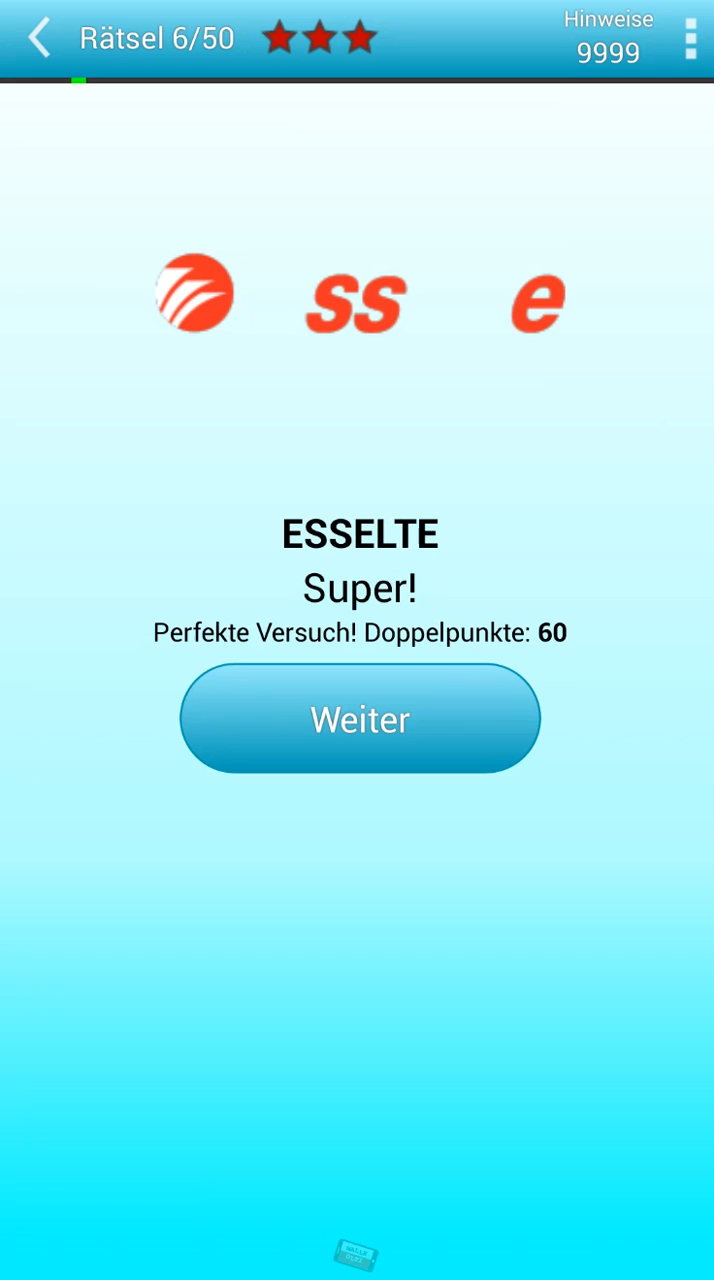 Rätsel 6/50
Hinweise
9999
ss e
ESSELTE
Super!
Perfekte Versuch! Doppelpunkte: 60
Weiter